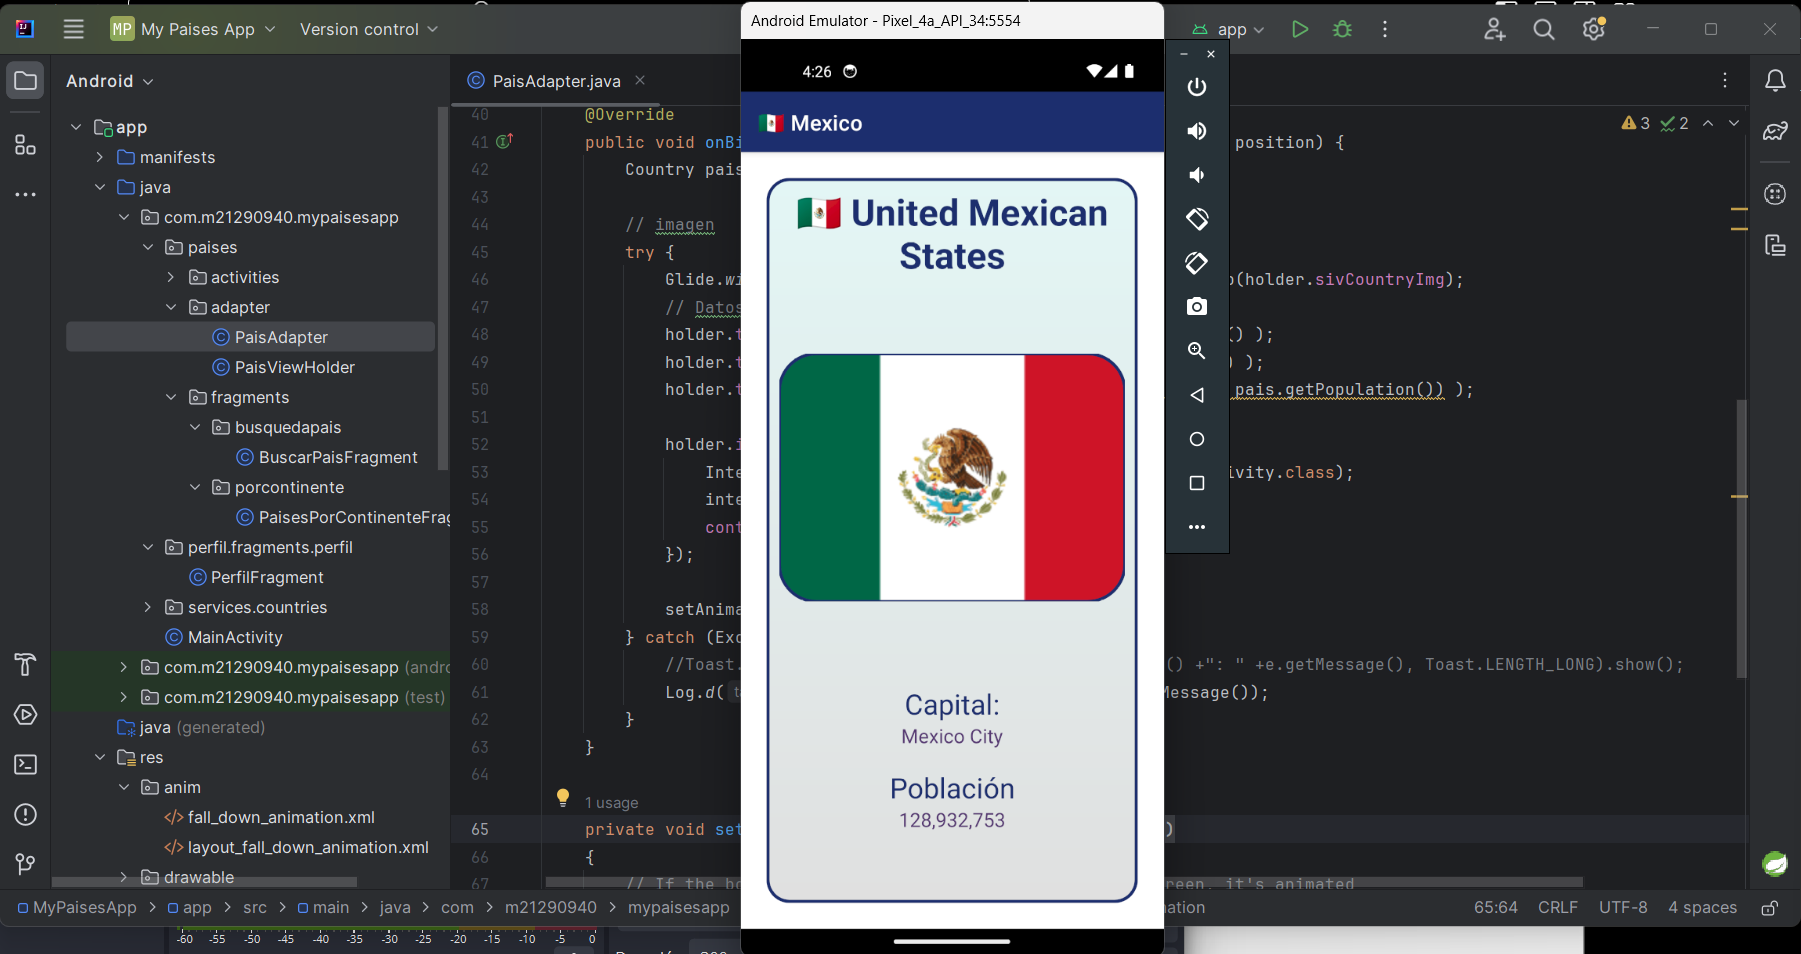 MP My Paises App
Version control
Android Emulator - Pixel_4a_API_34:5554
app
Android
PaisAdapter.java
app
manifests
java
com.m21290940.mypaisesapp
paises
activities
adapter
PaisAdapter
PaisViewHolder
fragments
busquedapais
BuscarPaisFragment
porcontinente
PaisesPorContinenteFrag
perfil.fragments.perfil
PerfilFragment
services.countries
MainActivity
com.m21290940.mypaisesapp (andro
com.m21290940.mypaisesapp (test)
java (generated)
res
anim
fall_down_animation.xml
layout_fall_down_animation.xml
drawable
3 2
40 @Override
41 public void onBi position) {
42 Country pais
43
44 // imagen
45 try {
46 Glide.wi (holder.sivCountryImg);
47 // Datos
48 holder.t () );
49 holder.t ) );
50 holder.t pais.getPopulation()) );
51
52 holder.i
53 Inte ivity.class);
54 inte
55 cont
56 });
57
58 setAnima
59 } catch (Exc
60 //Toast. () +": " +e.getMessage(), Toast.LENGTH_LONG).show();
61 Log.d( Message());
62 }
63 }
64
1 usage
65 private void set )
66 {
67 // If the bo reen, it's animated
4:26
🇲🇽 Mexico
🇲🇽 United Mexican
States
Capital:
Mexico City
Población
128,932,753
MyPaisesApp > app > src > main > java > com > m21290940 > mypaisesapp
ation
65:64 CRLF UTF-8 4 spaces
-60 -55 -50 -45 -40 -35 -30 -25 -20 -15 -10 -5 0